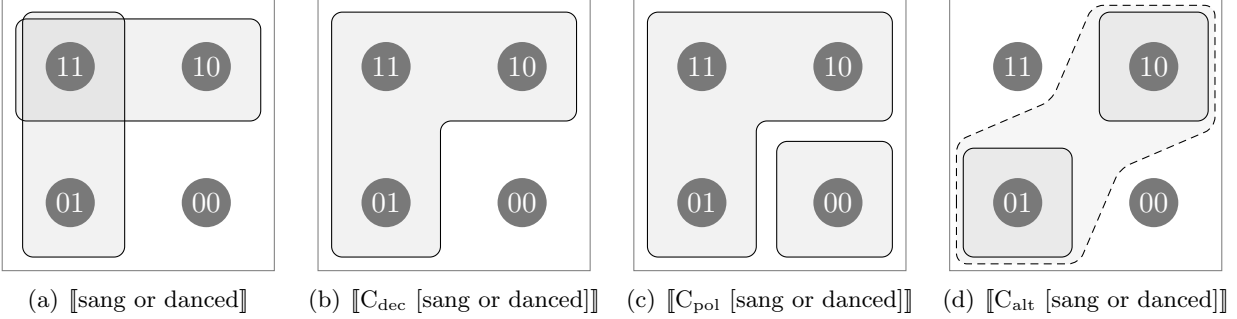 11 10 11 10 11 10 11 10
01 00 01 00 01 00 01 00
(a) ⟦sang or danced⟧ (b) ⟦C_dec [sang or danced]⟧ (c) ⟦C_pol [sang or danced]⟧ (d) ⟦C_alt [sang or danced]⟧